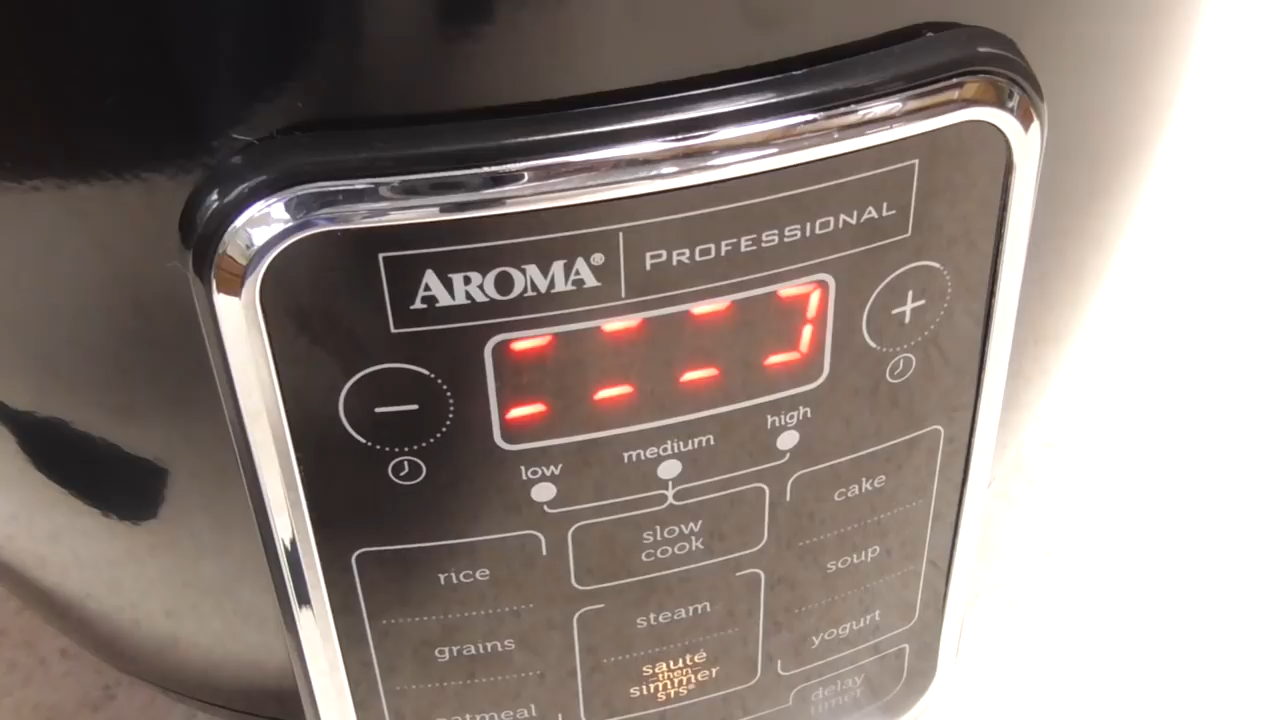 AROMA® PROFESSIONAL
low medium high
slow
cook
rice
grains
oatmeal
steam
sauté
-then-
simmer
STS®
cake
soup
yogurt
delay
timer